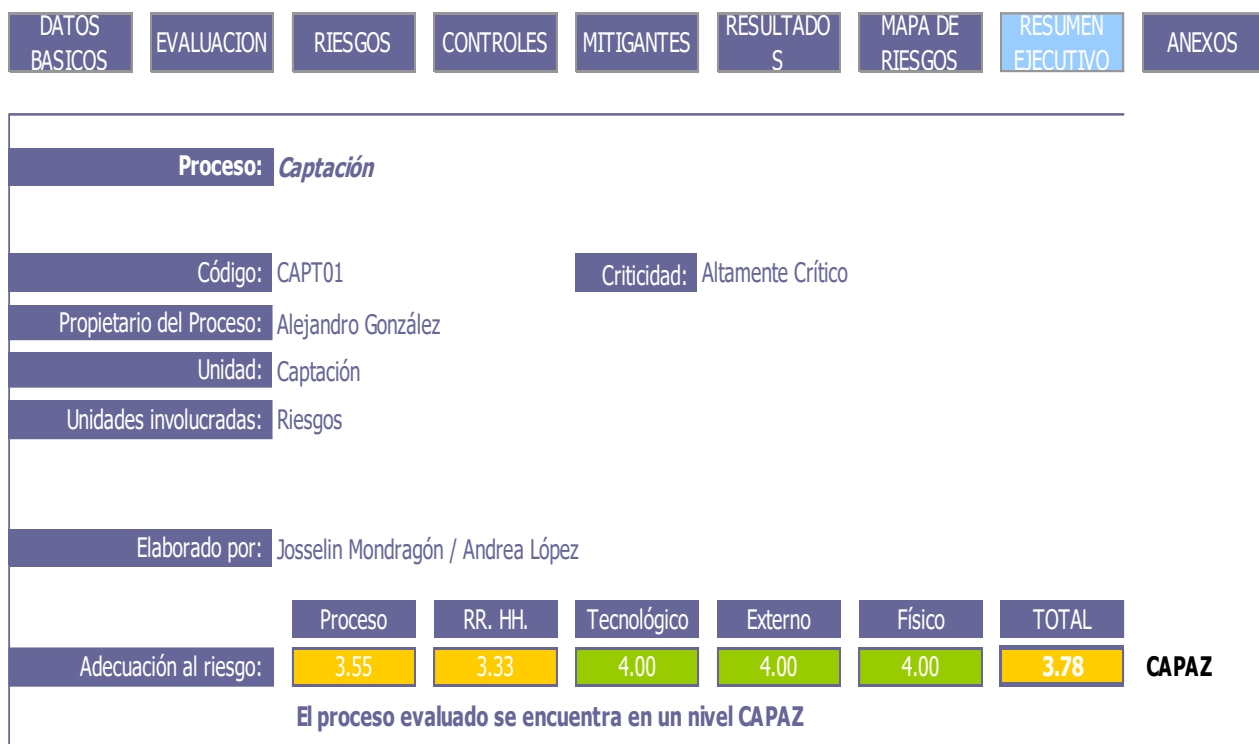 DATOS BASICOS
EVALUACION
RIESGOS
CONTROLES
MITIGANTES
RESULTADO S
MAPA DE RIESGOS
RESUMEN EJECUTIVO
ANEXOS
Proceso: Captación
Código: CAPT01 Criticidad: Altamente Crítico
Propietario del Proceso: Alejandro González
Unidad: Captación
Unidades involucradas: Riesgos
Elaborado por: Josselin Mondragón / Andrea López
Proceso RR. HH. Tecnológico Externo Físico TOTAL
Adecuación al riesgo: 3.55 3.33 4.00 4.00 4.00 3.78 CAPAZ
El proceso evaluado se encuentra en un nivel CAPAZ